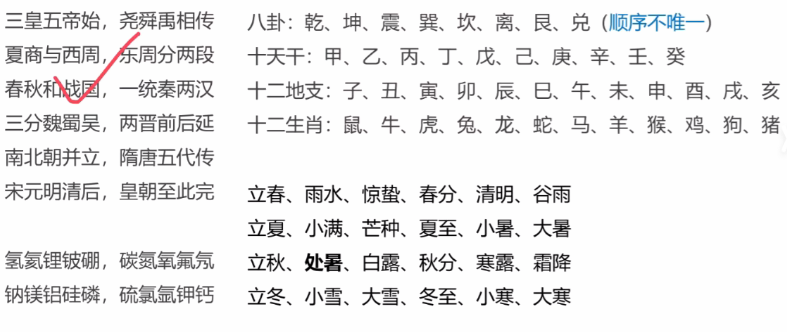 三皇五帝始，尧舜禹相传
夏商与西周，东周分两段
春秋和战国，一统秦两汉
三分魏蜀吴，两晋前后延
南北朝并立，隋唐五代传
宋元明清后，皇朝至此完
氢氦锂铍硼，碳氮氧氟氖
钠镁铝硅磷，硫氯氩钾钙
八卦：乾、坤、震、巽、坎、离、艮、兑（顺序不唯一）
十天干：甲、乙、丙、丁、戊、己、庚、辛、壬、癸
十二地支：子、丑、寅、卯、辰、巳、午、未、申、酉、戌、亥
十二生肖：鼠、牛、虎、兔、龙、蛇、马、羊、猴、鸡、狗、猪
立春、雨水、惊蛰、春分、清明、谷雨
立夏、小满、芒种、夏至、小暑、大暑
立秋、处暑、白露、秋分、寒露、霜降
立冬、小雪、大雪、冬至、小寒、大寒